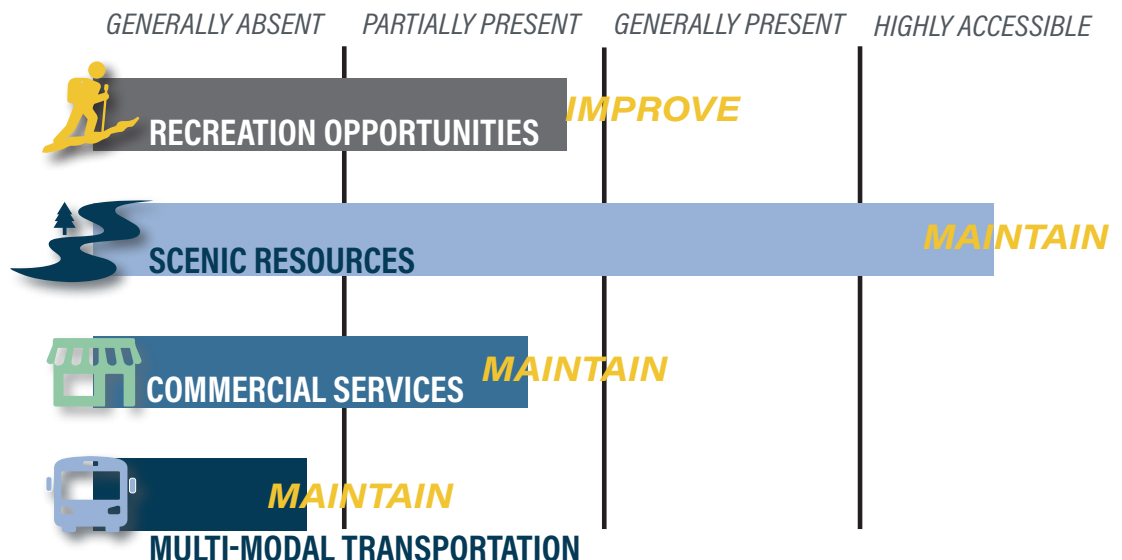 GENERALLY ABSENT PARTIALLY PRESENT GENERALLY PRESENT HIGHLY ACCESSIBLE
RECREATION OPPORTUNITIES IMPROVE
SCENIC RESOURCES MAINTAIN
COMMERCIAL SERVICES MAINTAIN
MAINTAIN
MULTI-MODAL TRANSPORTATION